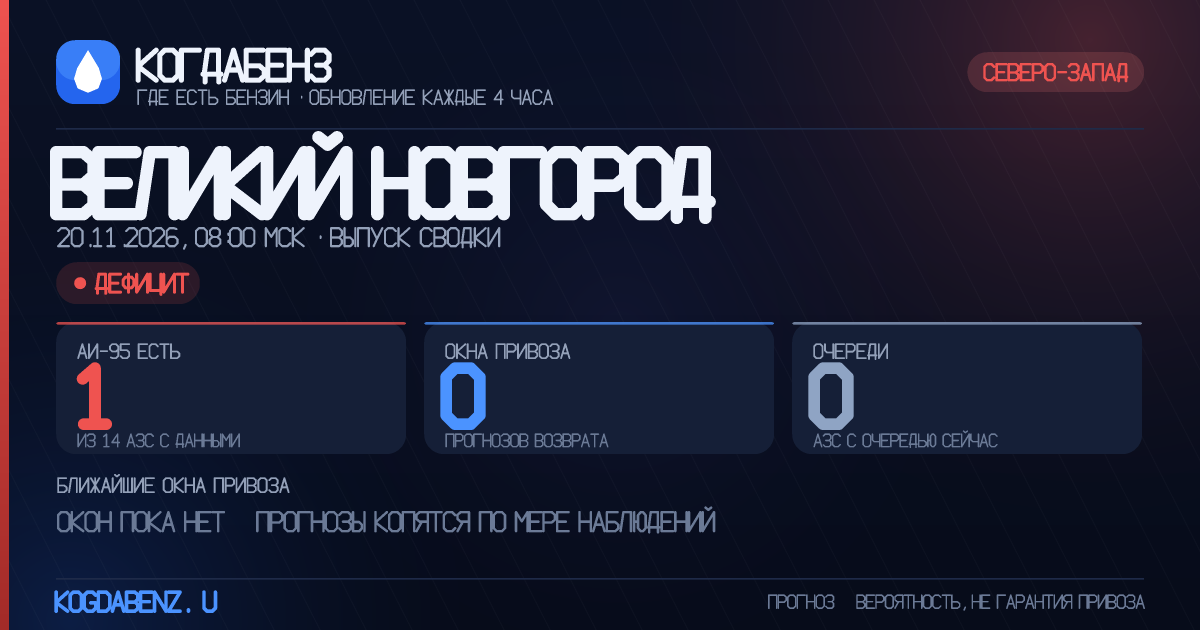 КОГДАБЕНЗ
ГДЕ ЕСТЬ БЕНЗИН · ОБНОВЛЕНИЕ КАЖДЫЕ 4 ЧАСА
СЕВЕРО-ЗАПАД
ВЕЛИКИЙ НОВГОРОД
20.11.2026, 08:00 МСК · ВЫПУСК СВОДКИ
ДЕФИЦИТ
АИ-95 ЕСТЬ
1
ИЗ 14 АЗС С ДАННЫМИ
ОКНА ПРИВОЗА
0
ПРОГНОЗОВ ВОЗВРАТА
ОЧЕРЕДИ
0
АЗС С ОЧЕРЕДЬЮ СЕЙЧАС
БЛИЖАЙШИЕ ОКНА ПРИВОЗА
ОКОН ПОКА НЕТ ПРОГНОЗЫ КОПЯТСЯ ПО МЕРЕ НАБЛЮДЕНИЙ
KOGDABENZ. U
ПРОГНОЗ ВЕРОЯТНОСТЬ, НЕ ГАРАНТИЯ ПРИВОЗА